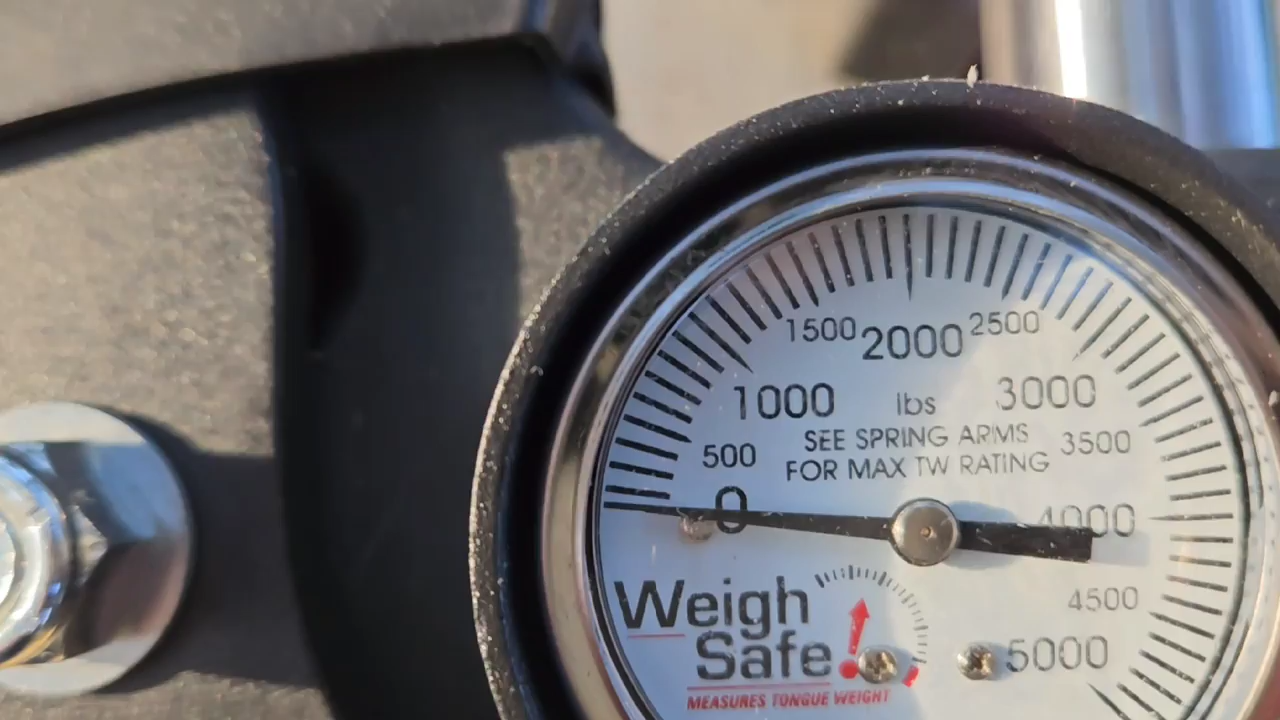 1500 2000 2500
1000 lbs 3000
500 SEE SPRING ARMS 3500
FOR MAX TW RATING
0 4000
Weigh 4500
Safe! 5000
MEASURES TONGUE WEIGHT